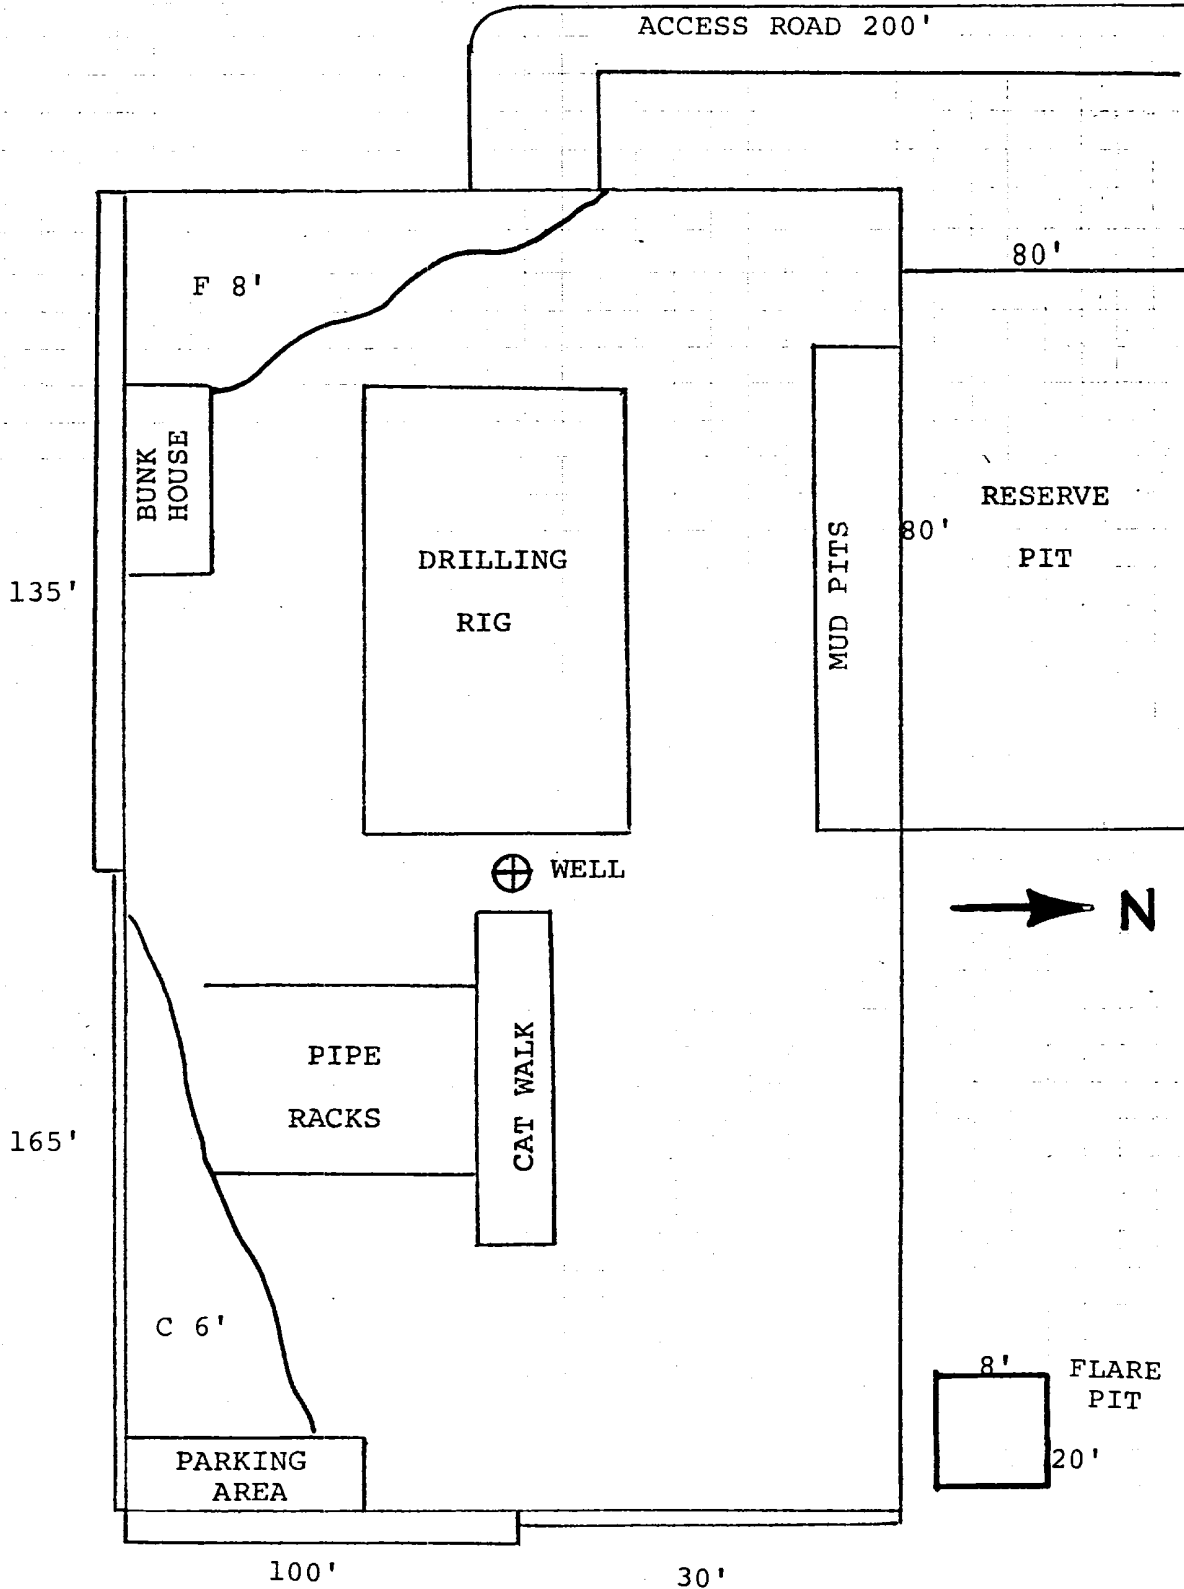 ACCESS ROAD 200'
80'
F 8'
BUNK
HOUSE
RESERVE
PIT
80'
MUD PITS
DRILLING
RIG
135'
WELL
N
PIPE
RACKS
CAT WALK
165'
C 6'
8'
FLARE
PIT
20'
PARKING
AREA
100'
30'